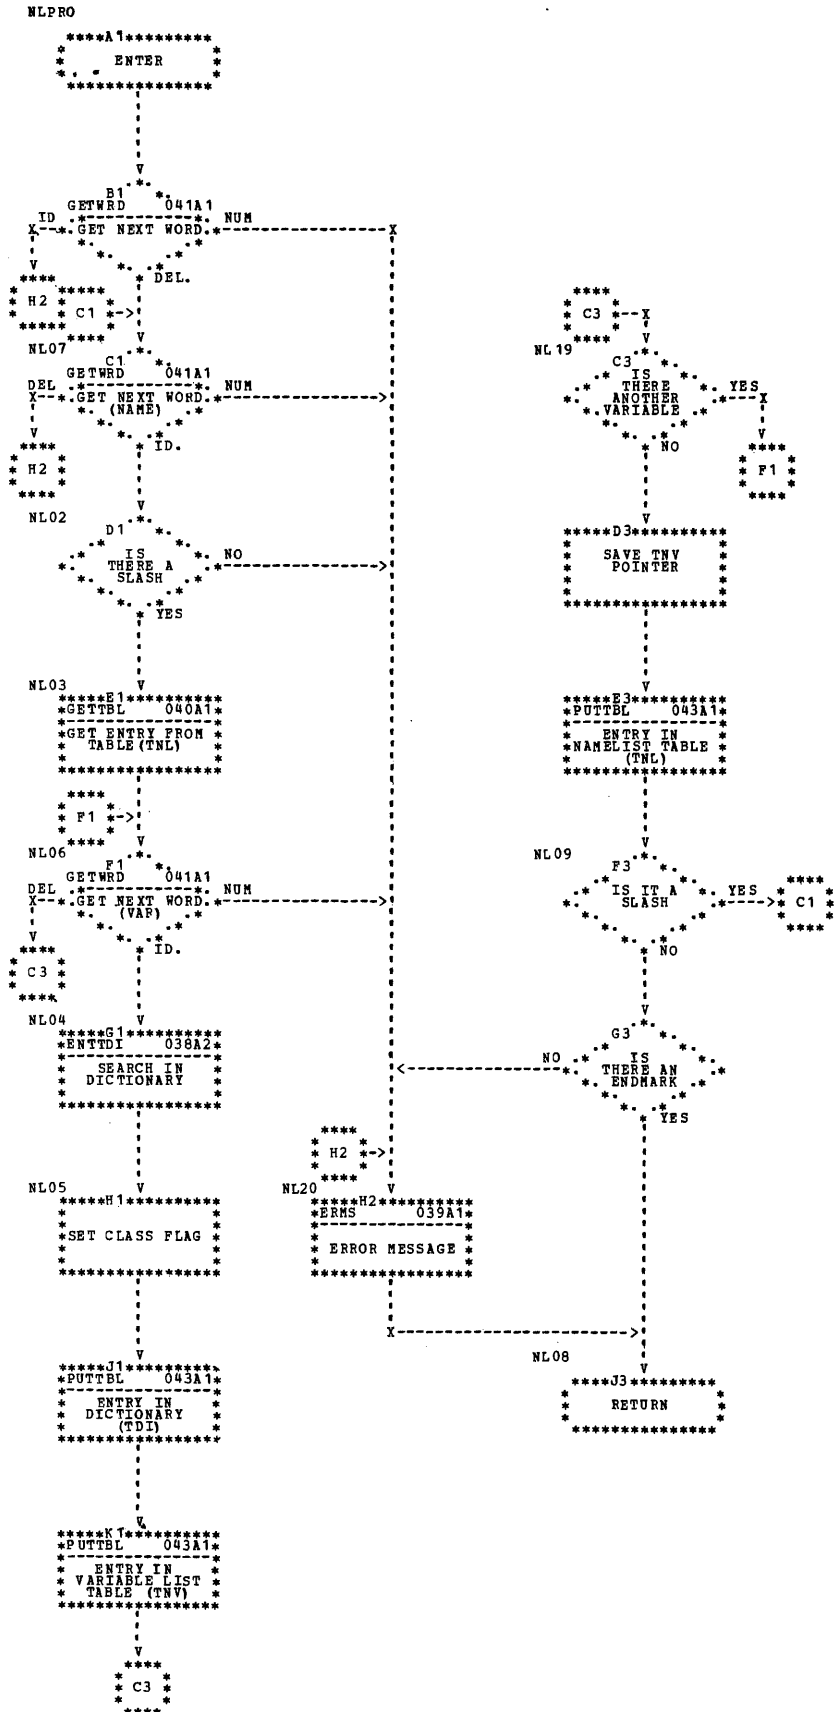 NLPRO
A1
ENTER
B1
GETWRD 041A1
ID
NUM
GET NEXT WORD
DEL.
H2
C1
NL07
C1
GETWRD 041A1
DEL
NUM
GET NEXT WORD
(NAME)
ID.
H2
NL02
D1
IS
THERE A
SLASH
NO
YES
NL03
E1
GETTBL 040A1
GET ENTRY FROM
TABLE(TNL)
F1
NL06
F1
GETWRD 041A1
DEL
NUM
GET NEXT WORD
(VAR)
ID.
C3
NL04
G1
ENTTDI 038A2
SEARCH IN
DICTIONARY
NL05
H1
SET CLASS FLAG
J1
PUTTBL 043A1
ENTRY IN
DICTIONARY
(TDI)
K1
PUTTBL 043A1
ENTRY IN
VARIABLE LIST
TABLE (TNV)
C3
H2
NL20
H2
ERMS 039A1
ERROR MESSAGE
C3
NL19
C3
IS
THERE
ANOTHER
VARIABLE
YES
NO
F1
D3
SAVE TNV
POINTER
E3
PUTTBL 043A1
ENTRY IN
NAMELIST TABLE
(TNL)
NL09
F3
IS IT A
SLASH
YES
C1
NO
G3
NO
IS
THERE AN
ENDMARK
YES
NL08
J3
RETURN